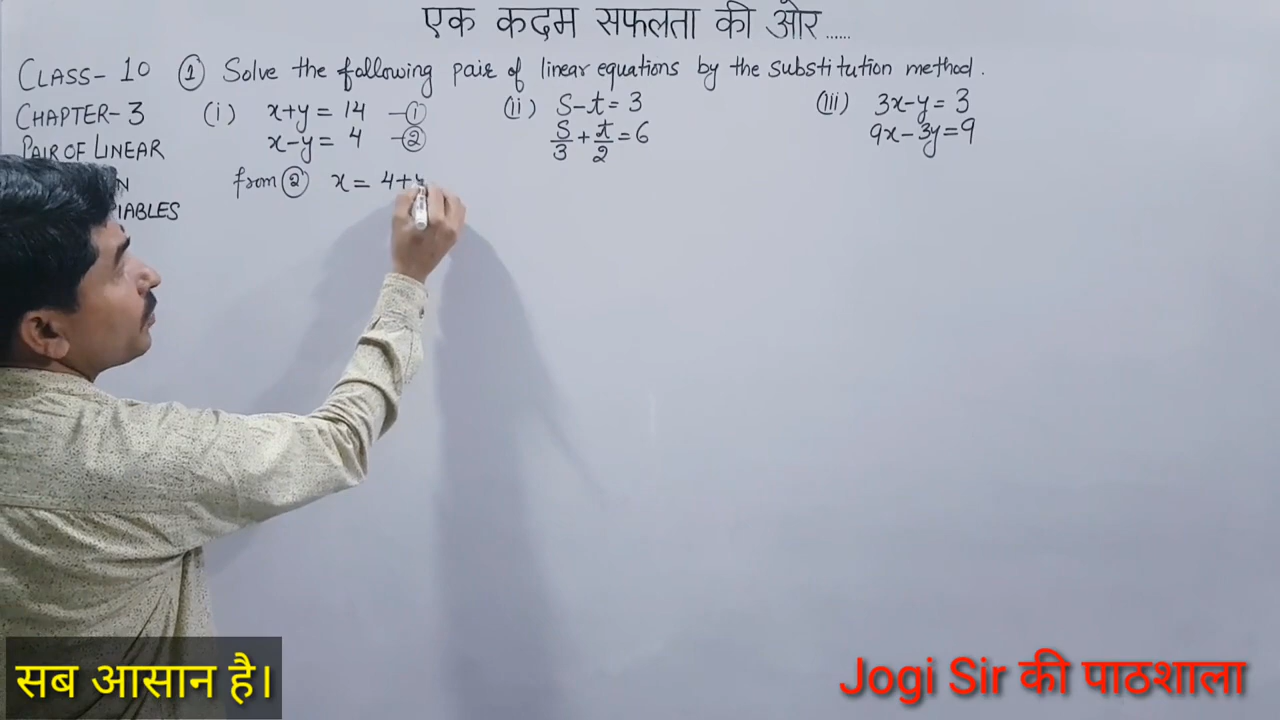 एक कदम सफलता की ओर......
CLASS-10
CHAPTER-3
PAIR OF LINEAR
① Solve the following pair of linear equations by the substitution method.
(i) x+y = 14 —①
x-y = 4 —②
from ② x = 4+y
(ii) S-t = 3
S/3 + t/2 = 6
(iii) 3x-y = 3
9x-3y=9
सब आसान है।
Jogi Sir की पाठशाला